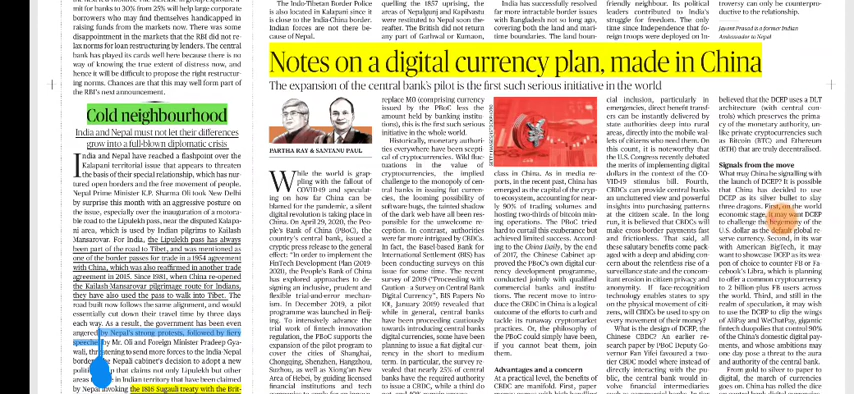 mit for banks to 300% from 25% will help large corporate
borrowers who may find themselves handicapped in
raising funds from the markets now. There was some
disappointment in the markets that the RBI did not re-
lax norms for loan restructuring by lenders. The central
bank has played its cards well here because there is no
way of knowing the true extent of distress now, and
hence it will be difficult to propose the right restructur-
ing norms. Chances are that this may well form part of
the RBI's next announcement.
Cold neighbourhood
India and Nepal must not let their differences
grow into a full-blown diplomatic crisis
India and Nepal have reached a flashpoint over the
Kalapani territorial issue that appears to threaten
the basis of their special relationship, which has nur-
tured open borders and the free movement of people.
Nepal Prime Minister K.P. Sharma Oli took New Delhi
by surprise this month with an aggressive posture on
the issue, especially over the inauguration of a motora-
ble road to the Lipulekh pass, near the disputed Kalapa-
ni area, which is used by Indian pilgrims to Kailash
Mansarovar. For India, the Lipulekh pass has always
been part of the road to Tibet, and was mentioned as
one of the border passes for trade in a 1954 agreement
with China, which was also reaffirmed in another trade
agreement in 2015. Since 1981, when China re-opened
the Kailash Mansarovar pilgrimage route for Indians,
they have also used the pass to walk into Tibet. The
road built now follows the same alignment, and would
essentially cut down their travel time by three days
each way. As a result, the government has been even
angered by Nepal's strong protests, followed by fiery
speeches by Mr. Oli and Foreign Minister Pradeep Gya-
wali, threatening to send more forces to the India Nepal
border. Nepali cabinet's decision to adopt a new
map that claims not only Lipulekh but other
areas in Indian territory that have been claimed
by Nepal invoking the 1816 Sugauli treaty with the Brit-
The Indo-Tibetan Border Police
is also located in Kalapani since it
is close to the India-China border.
Indian forces are not there be-
cause of Nepal.
quelling the 1857 uprising, the
areas of Nepalgunj and Kapilvastu
were restituted to Nepal soon the-
reafter. The British did not return
any part of Garhwal or Kumaon,
India has successfully resolved
far more intractable border issues
with Bangladesh not so long ago,
covering both the land and mari-
time boundaries. The land boun-
friendly neighbour. Its political
leaders contributed to India's
struggle for freedom. The only
time since Independence that for-
eign troops were deployed on In-
troversy can only be counterpro-
ductive to the relationship.
Jayant Prasad is a former Indian
Ambassador to Nepal
Notes on a digital currency plan, made in China
The expansion of the central bank's pilot is the first such serious initiative in the world
PARTHA RAY & SANTANU PAUL
While the world is grap-
pling with the fallout of
COVID-19 and speculat-
ing on how far China can be
blamed for the pandemic, a silent
digital revolution is taking place in
China. On April 29, 2020, the Peo-
ple's Bank of China (PBoC), the
country's central bank, issued a
cryptic press release to the general
effect: "In order to implement the
FinTech Development Plan (2019-
2021), the People's Bank of China
has explored approaches to de-
signing an inclusive, prudent and
flexible trial-and-error mechan-
ism. In December 2019, a pilot
programme was launched in Beij-
ing. To intensively advance the
trial work of fintech innovation
regulation, the PBoC supports the
expansion of the pilot program to
cover the cities of Shanghai,
Chongqing, Shenzhen, Hangzhou,
Suzhou, as well as Xiong'an New
Area of Hebei, by guiding licensed
financial institutions and tech
replace M0 (comprising currency
issued by the PBoC less the
amount held by banking institu-
tions), this is the first such serious
initiative in the whole world.
Historically, monetary authori-
ties everywhere have been scepti-
cal of cryptocurrencies. Wild fluc-
tuations in the value of
cryptocurrencies, the implied
challenge to the monopoly of cen-
tral banks in issuing fiat curren-
cies, the looming possibility of
software bugs, the tainted shadow
of the dark web have all been res-
ponsible for the unwelcome re-
ception. In contrast, authorities
were far more intrigued by CBDCs.
In fact, the Basel-based Bank for
International Settlement (BIS) has
been conducting surveys on this
issue for some time. The recent
survey of 2019 ("Proceeding with
Caution - a Survey on Central Bank
Digital Currency", BIS Papers No
101, January 2019) revealed that
while in general, central banks
have been proceeding cautiously
towards introducing central banks
digital currencies, some have been
planning to issue a fiat digital cur-
rency in the short to medium
term. In particular, the survey re-
vealed that nearly 25% of central
banks have the authority
to issue a CBDC,
class in China. As in media re-
ports, in the recent past, China has
emerged as the capital of the cryp-
to ecosystem, accounting for near-
ly 90% of trading volumes and
hosting two-thirds of bitcoin min-
ing operations. The PBoC tried
hard to curtail this exuberance but
achieved limited success. Accord-
ing to the China Daily, by the end
of 2017, the Chinese Cabinet ap-
proved the PBoC's own digital cur-
rency development programme,
conducted jointly with qualified
commercial banks and institu-
tions. The recent move to intro-
duce the DCEP in China is a logical
outcome of the efforts to curb and
tackle its runaway cryptocurrency
markets. Or, the philosophy of
the PBoC could simply have been,
if you cannot beat them, join
them.
Advantages and a concern
At a practical level, the benefits of
CBDC are manifold. First, paper
cial inclusion, particularly in
emergencies, direct benefit trans-
fers can be instantly delivered by
state authorities deep into rural
areas, directly into the mobile wal-
lets of citizens who need them. On
this count, it is noteworthy that
the U.S. Congress recently debated
the merits of implementing digital
dollars in the context of the CO-
VID-19 stimulus bill. Fourth,
CBDCs can provide central banks
an uncluttered view and powerful
insights into purchasing patterns
at the citizen scale. In the long
run, it is believed CBDCs will
make cross border payments fast
and frictionless. That said, all
these salutary benefits come pack-
aged with a deep and abiding con-
cern about the relentless rise of a
surveillance state and the concom-
itant erosion in citizen privacy and
anonymity. If face-recognition
technology enables states to spy
on the physical movement of citi-
zens, will CBDCs be used to spy on
every movement of their money?
What is the design of the DCEP,
the Chinese CBDC? An earlier re-
search paper by PBoC Deputy Go-
vernor Fan Yifei favoured a two-
tier CBDC model where instead of
directly interacting with the pu-
blic, the central bank would in-
volve financial intermediaries
believed that the DCEP uses a DLT
architecture (with central con-
trols) which preserves the prima-
cy of the monetary authority, un-
like private cryptocurrencies such
as Bitcoin (BTC) and Ethereum
(ETH) that are truly decentralised.
Signals from the move
What may China be signalling with
the launch of DCEP? It is possible
that China has decided to use
DCEP as its silver bullet to slay
three dragons. First, on the world
economic stage, it may want DCEP
to challenge the hegemony of the
U.S. dollar as the default global re-
serve currency. Second, in its war
with American BigTech, it may
want to showcase DCEP as its wea-
pon of choice to counter FB or Fa-
cebook's Libra, which is planning
to offer a common cryptocurrency
to 2 billion plus FB users across
the world. Third, and still in the
realm of speculation, it may wish
to use the DCEP to clip the wings
of AliPay and WeChatPay, gigantic
fintech duopolies that control 90%
of the China's domestic digital pay-
ments, and whose ambitions may
one day pose a threat to the aura
and authority of the central bank.
From gold to silver to paper to
digital, the march of currencies
goes on. China has rolled the dice